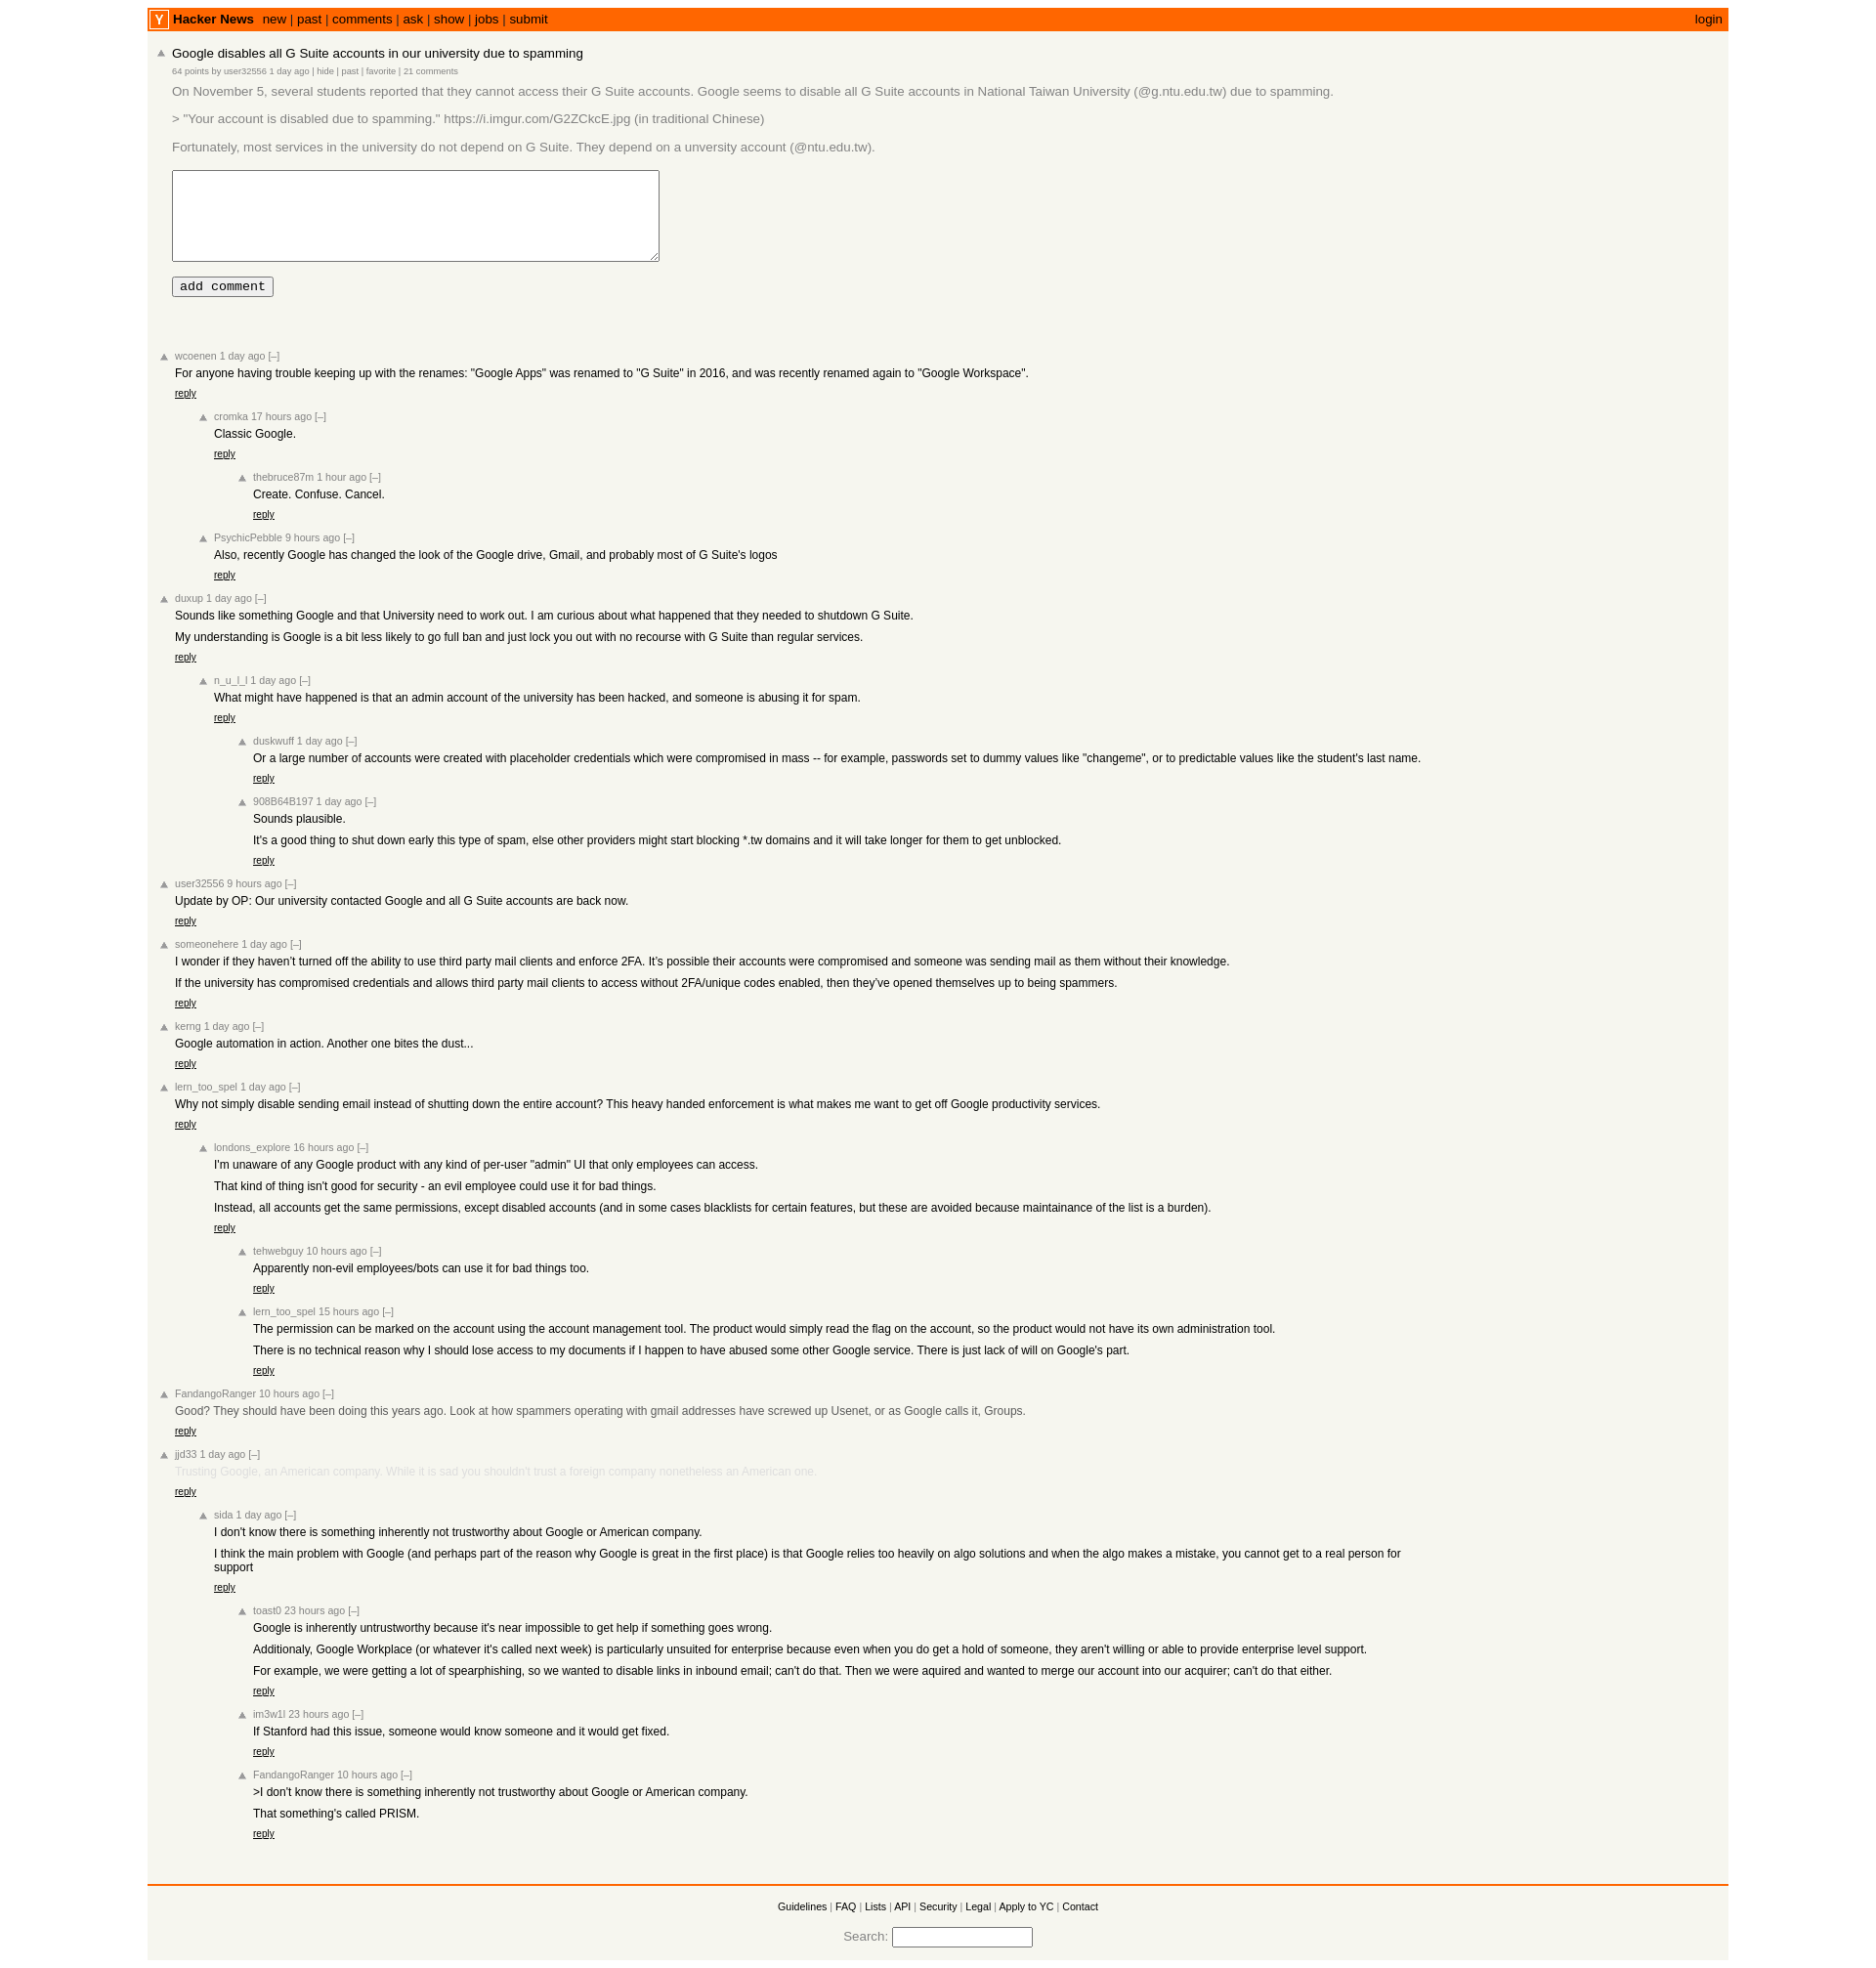 Y Hacker News new | past | comments | ask | show | jobs | submit login
Google disables all G Suite accounts in our university due to spamming
64 points by user32556 1 day ago | hide | past | favorite | 21 comments
On November 5, several students reported that they cannot access their G Suite accounts. Google seems to disable all G Suite accounts in National Taiwan University (@g.ntu.edu.tw) due to spamming.
> "Your account is disabled due to spamming." https://i.imgur.com/G2ZCkcE.jpg (in traditional Chinese)
Fortunately, most services in the university do not depend on G Suite. They depend on a unversity account (@ntu.edu.tw).
add comment
wcoenen 1 day ago [–]
For anyone having trouble keeping up with the renames: "Google Apps" was renamed to "G Suite" in 2016, and was recently renamed again to "Google Workspace".
reply
cromka 17 hours ago [–]
Classic Google.
reply
thebruce87m 1 hour ago [–]
Create. Confuse. Cancel.
reply
PsychicPebble 9 hours ago [–]
Also, recently Google has changed the look of the Google drive, Gmail, and probably most of G Suite's logos
reply
duxup 1 day ago [–]
Sounds like something Google and that University need to work out. I am curious about what happened that they needed to shutdown G Suite.
My understanding is Google is a bit less likely to go full ban and just lock you out with no recourse with G Suite than regular services.
reply
n_u_l_l 1 day ago [–]
What might have happened is that an admin account of the university has been hacked, and someone is abusing it for spam.
reply
duskwuff 1 day ago [–]
Or a large number of accounts were created with placeholder credentials which were compromised in mass -- for example, passwords set to dummy values like "changeme", or to predictable values like the student's last name.
reply
908B64B197 1 day ago [–]
Sounds plausible.
It's a good thing to shut down early this type of spam, else other providers might start blocking *.tw domains and it will take longer for them to get unblocked.
reply
user32556 9 hours ago [–]
Update by OP: Our university contacted Google and all G Suite accounts are back now.
reply
someonehere 1 day ago [–]
I wonder if they haven’t turned off the ability to use third party mail clients and enforce 2FA. It’s possible their accounts were compromised and someone was sending mail as them without their knowledge.
If the university has compromised credentials and allows third party mail clients to access without 2FA/unique codes enabled, then they’ve opened themselves up to being spammers.
reply
kerng 1 day ago [–]
Google automation in action. Another one bites the dust...
reply
lern_too_spel 1 day ago [–]
Why not simply disable sending email instead of shutting down the entire account? This heavy handed enforcement is what makes me want to get off Google productivity services.
reply
londons_explore 16 hours ago [–]
I'm unaware of any Google product with any kind of per-user "admin" UI that only employees can access.
That kind of thing isn't good for security - an evil employee could use it for bad things.
Instead, all accounts get the same permissions, except disabled accounts (and in some cases blacklists for certain features, but these are avoided because maintainance of the list is a burden).
reply
tehwebguy 10 hours ago [–]
Apparently non-evil employees/bots can use it for bad things too.
reply
lern_too_spel 15 hours ago [–]
The permission can be marked on the account using the account management tool. The product would simply read the flag on the account, so the product would not have its own administration tool.
There is no technical reason why I should lose access to my documents if I happen to have abused some other Google service. There is just lack of will on Google's part.
reply
FandangoRanger 10 hours ago [–]
Good? They should have been doing this years ago. Look at how spammers operating with gmail addresses have screwed up Usenet, or as Google calls it, Groups.
reply
jjd33 1 day ago [–]
Trusting Google, an American company. While it is sad you shouldn't trust a foreign company nonetheless an American one.
reply
sida 1 day ago [–]
I don't know there is something inherently not trustworthy about Google or American company.
I think the main problem with Google (and perhaps part of the reason why Google is great in the first place) is that Google relies too heavily on algo solutions and when the algo makes a mistake, you cannot get to a real person for
support
reply
toast0 23 hours ago [–]
Google is inherently untrustworthy because it's near impossible to get help if something goes wrong.
Additionaly, Google Workplace (or whatever it's called next week) is particularly unsuited for enterprise because even when you do get a hold of someone, they aren't willing or able to provide enterprise level support.
For example, we were getting a lot of spearphishing, so we wanted to disable links in inbound email; can't do that. Then we were aquired and wanted to merge our account into our acquirer; can't do that either.
reply
im3w1l 23 hours ago [–]
If Stanford had this issue, someone would know someone and it would get fixed.
reply
FandangoRanger 10 hours ago [–]
>I don't know there is something inherently not trustworthy about Google or American company.
That something's called PRISM.
reply
Guidelines | FAQ | Lists | API | Security | Legal | Apply to YC | Contact
Search: